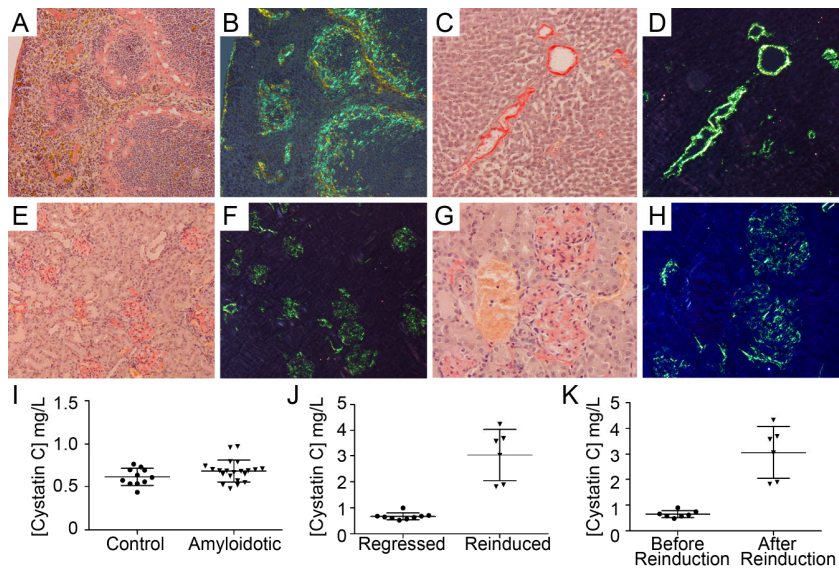 A B C D
E F G H
I J K
[Cystatin C] mg/L
1.5
1.0
0.5
0
Control Amyloidotic
[Cystatin C] mg/L
5
4
3
2
1
0
Regressed Reinduced
[Cystatin C] mg/L
5
4
3
2
1
0
Before After
Reinduction Reinduction